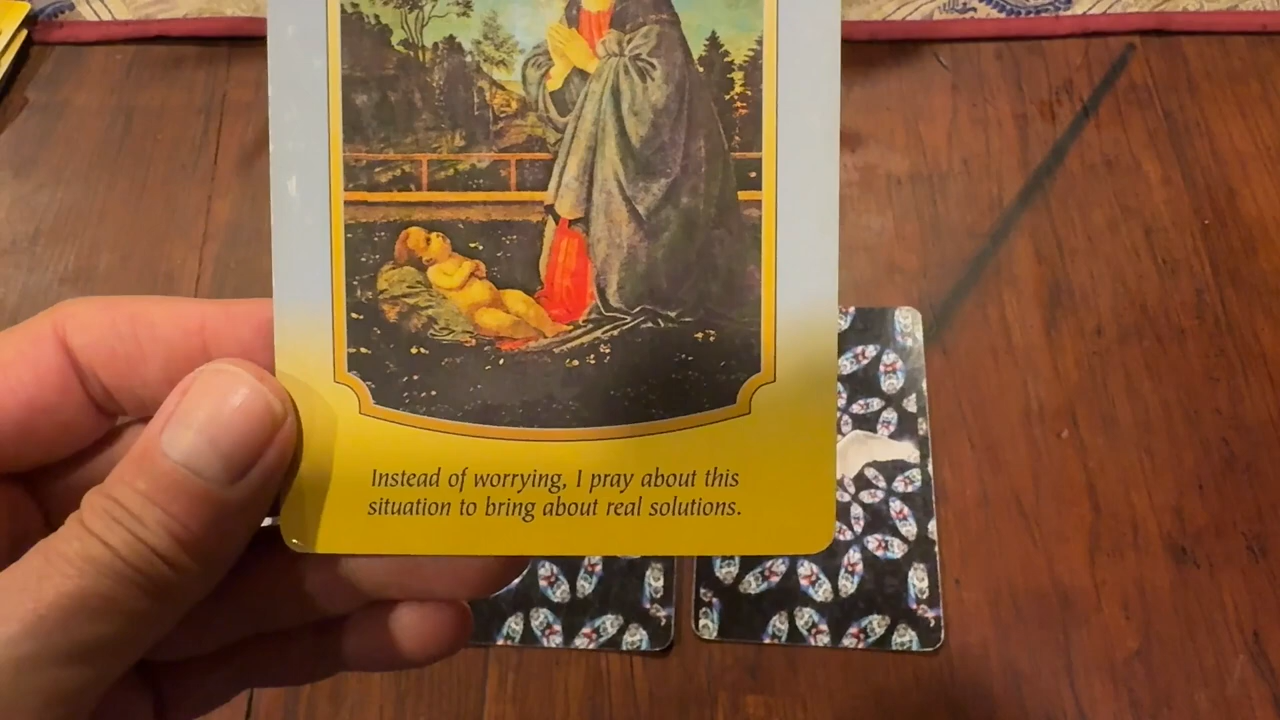 Instead of worrying, I pray about this
situation to bring about real solutions.